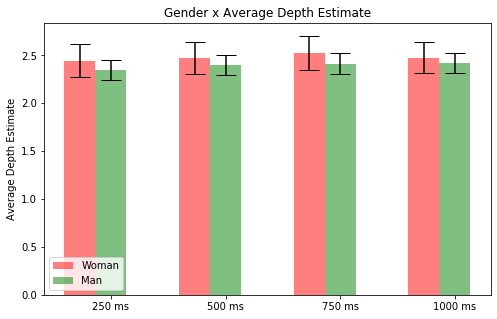 Gender x Average Depth Estimate
Average Depth Estimate
2.5
2.0
1.5
1.0
0.5
0.0
Woman
Man
250 ms
500 ms
750 ms
1000 ms